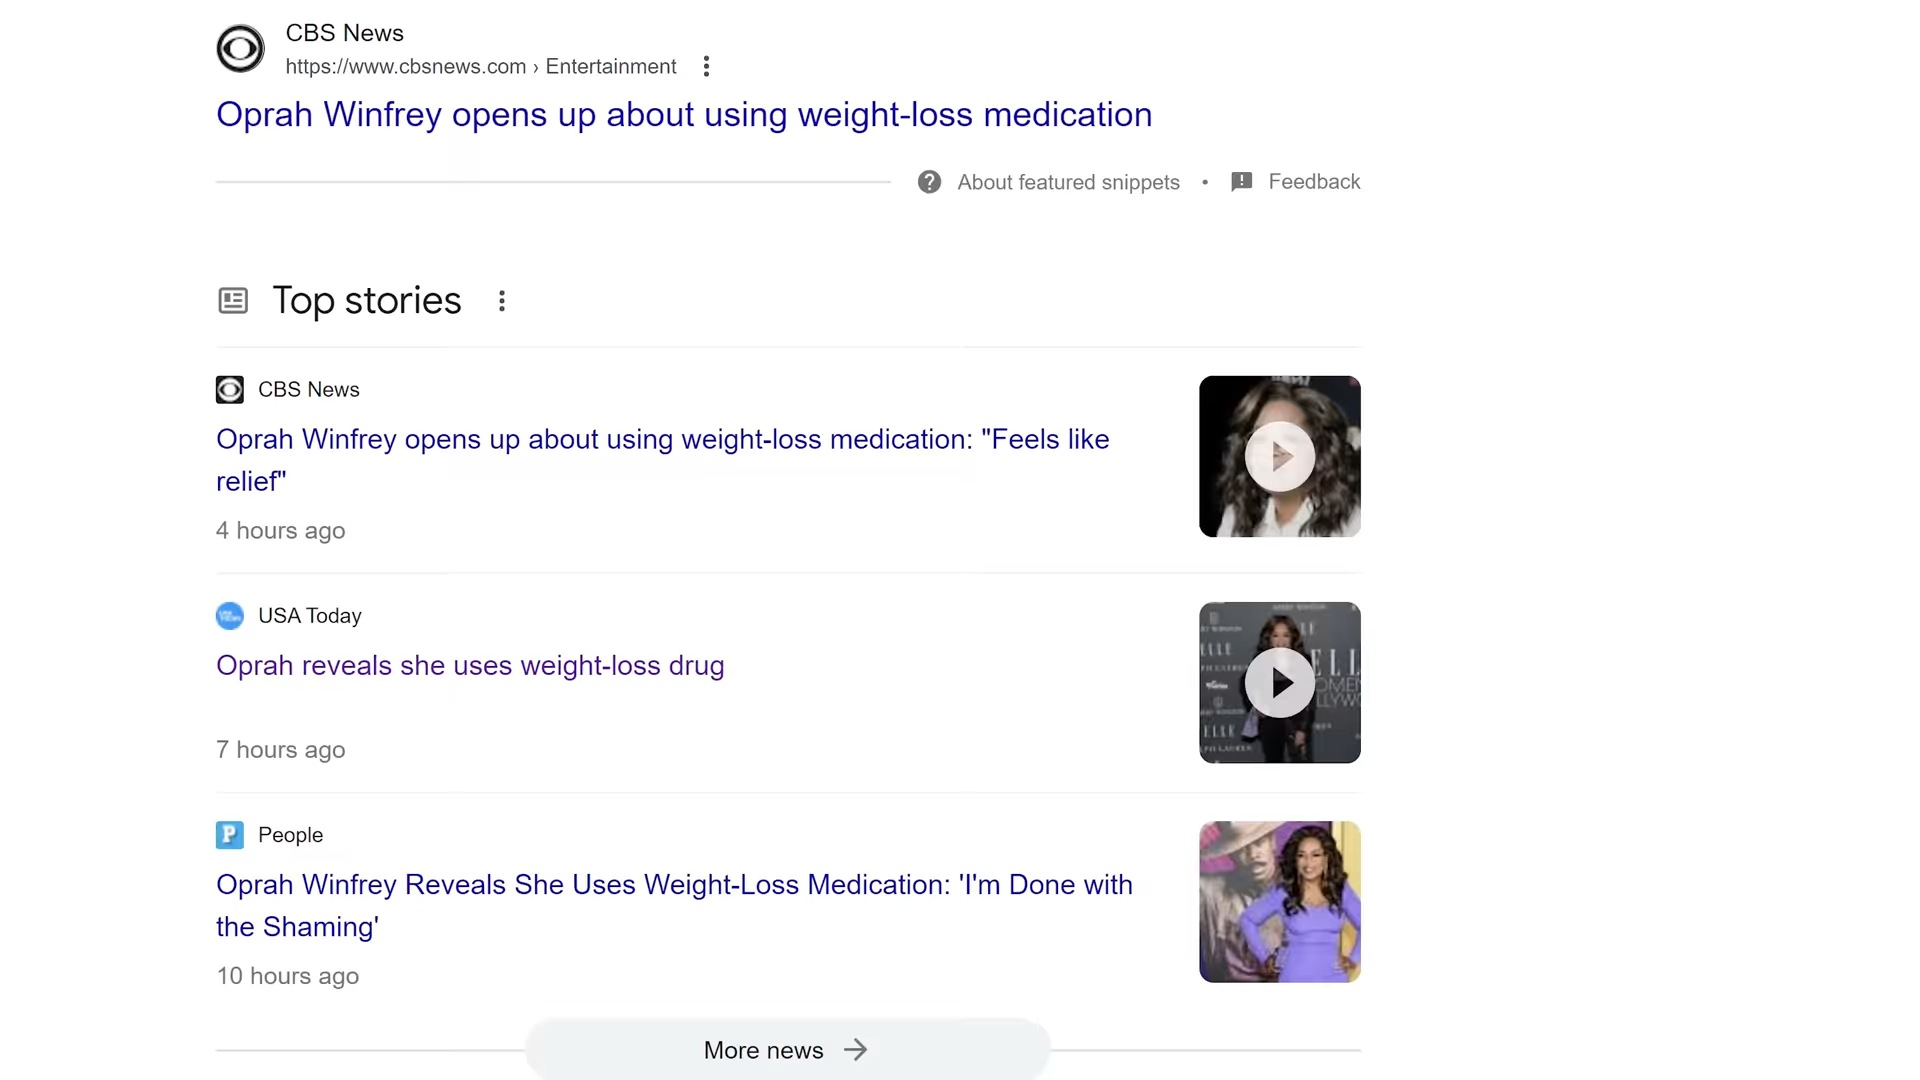 CBS News
https://www.cbsnews.com › Entertainment
Oprah Winfrey opens up about using weight-loss medication
About featured snippets • Feedback
Top stories
CBS News
Oprah Winfrey opens up about using weight-loss medication: "Feels like
relief"
4 hours ago
USA Today
Oprah reveals she uses weight-loss drug
ELLE
7 hours ago
People
Oprah Winfrey Reveals She Uses Weight-Loss Medication: 'I'm Done with
the Shaming'
10 hours ago
More news